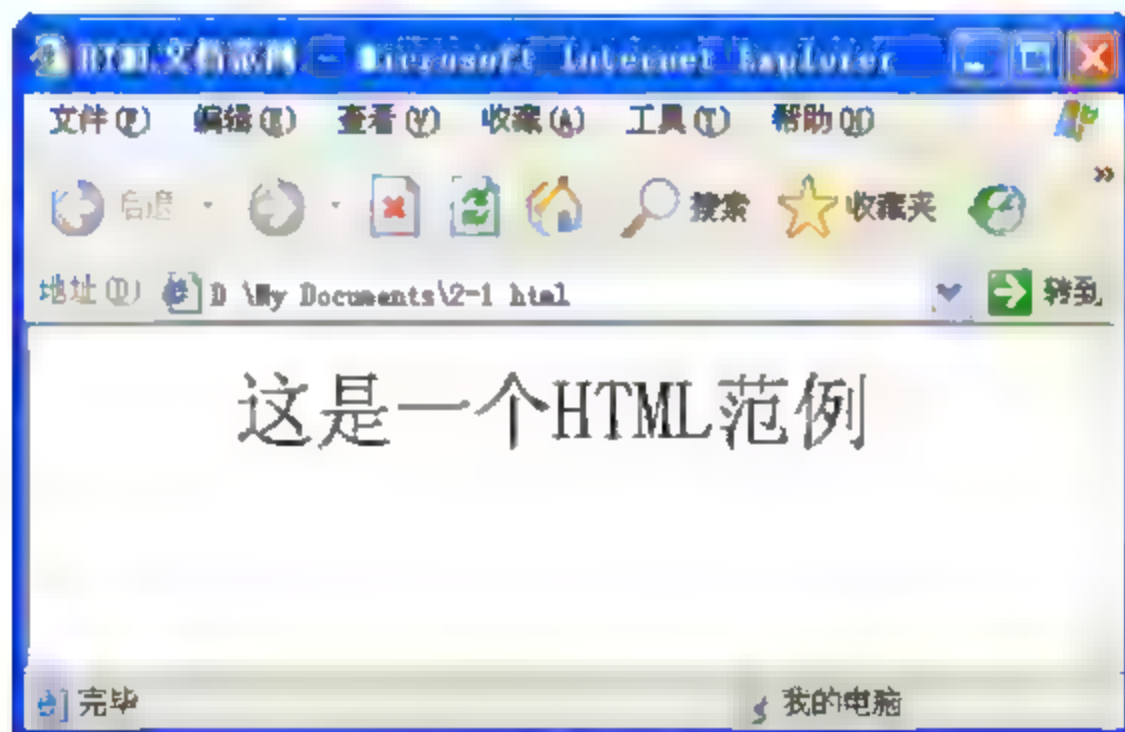 HTML文档范例 - Microsoft Internet Explorer
文件(F) 编辑(E) 查看(V) 收藏(A) 工具(T) 帮助(H)
后退 搜索 收藏夹 »
地址(D) D \My Documents\2-1 html 转到
这是一个HTML范例
完毕 我的电脑